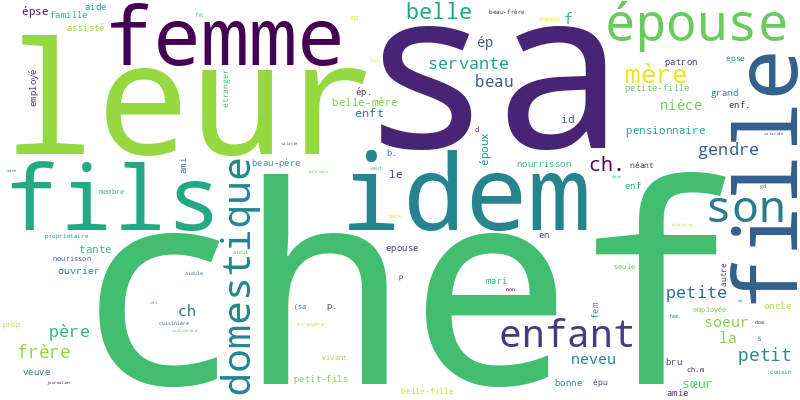 épse
aide
famille
assisté
femme
leur
sa
belle
f
épouse
ép
servante
beau
patron
mère
epse
petite-fille
grand
nièce
enf.
employé
étranger
ép.
belle-mère
enft
id
pensionnaire
fille
gendre
fils
ami
beau-père
domestique
idem
b.
le
époux
d
nourrisson
ch.
néant
enf
son
membre
chef
propriétaire
tante
nourrisson
ouvrier
aieul
aieule
epouse
en
p
mari
non
seule
autre
petite
oncle
employée
soeur
la
dom
s
petit
cousin
ch
(sa
p.
cuisinière
étrangère
prop
père
frère
veuve
journalier
vivant
petit-fils
enfant
fem
neveu
bonne
épu
belle-fille
bru
ch.m
sœur
amie
beau-frère
veuf